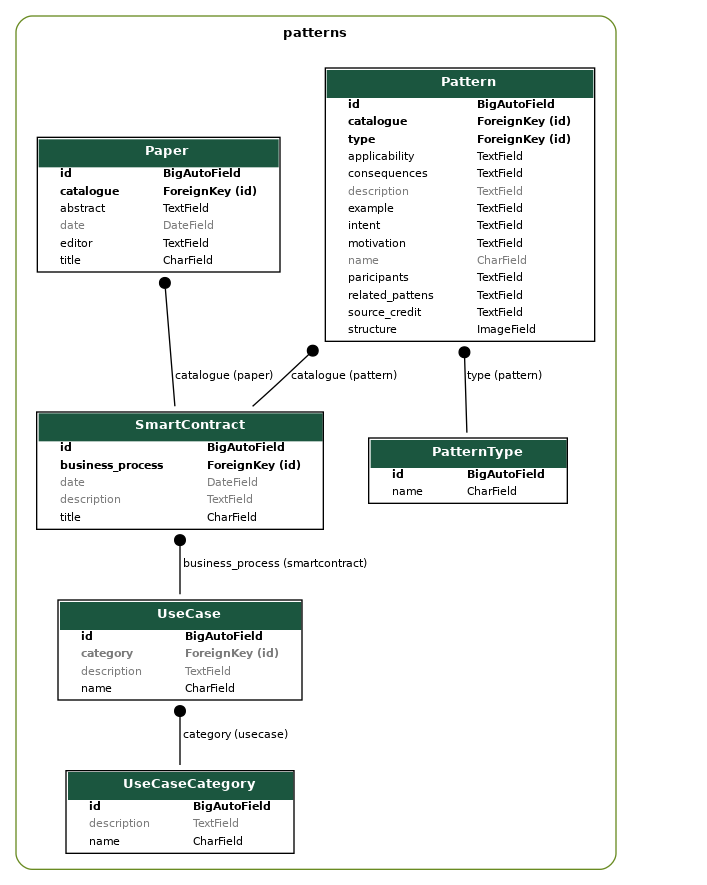 patterns
Pattern
id BigAutoField
catalogue ForeignKey (id)
type ForeignKey (id)
applicability TextField
consequences TextField
description TextField
example TextField
intent TextField
motivation TextField
name CharField
paricipants TextField
related_pattens TextField
source_credit TextField
structure ImageField
Paper
id BigAutoField
catalogue ForeignKey (id)
abstract TextField
date DateField
editor TextField
title CharField
catalogue (paper)
catalogue (pattern)
type (pattern)
SmartContract
id BigAutoField
business_process ForeignKey (id)
date DateField
description TextField
title CharField
PatternType
id BigAutoField
name CharField
business_process (smartcontract)
UseCase
id BigAutoField
category ForeignKey (id)
description TextField
name CharField
category (usecase)
UseCaseCategory
id BigAutoField
description TextField
name CharField